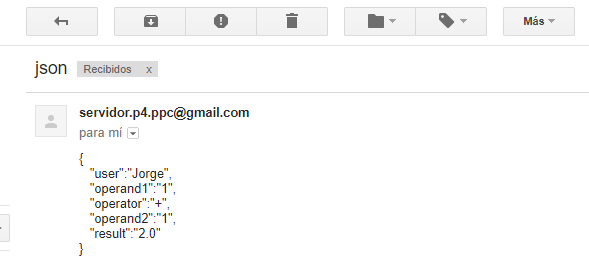 Más
json Recibidos x
servidor.p4.ppc@gmail.com
para mí
{
"user":"Jorge",
"operand1":"1",
"operator":"+",
"operand2":"1",
"result":"2.0"
}